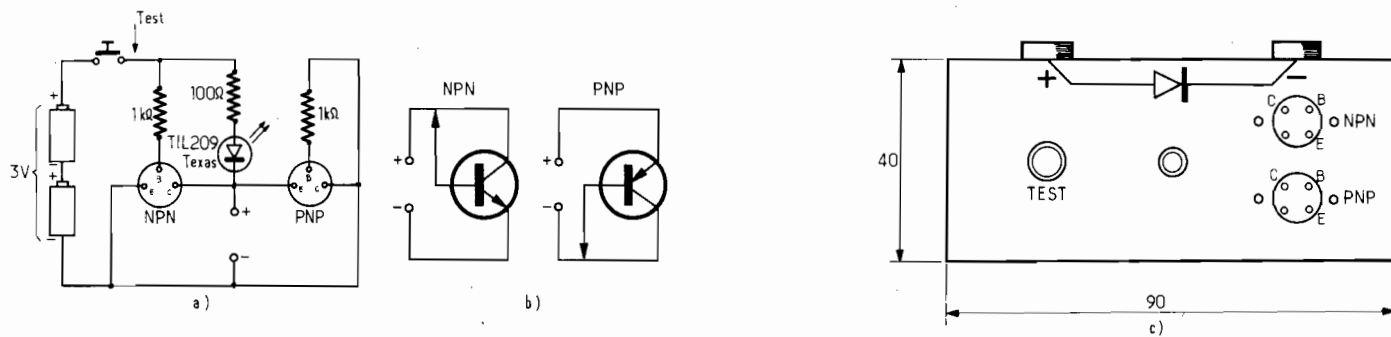 Test
+
1kΩ
100Ω
1kΩ
3V
-
+
-
TIL209
Texas
B
E C
NPN
B
E C
PNP
+
-
a)
NPN
+
-
PNP
+
-
b)
+
-
40
TEST
C B
E
NPN
C B
E
PNP
90
c)